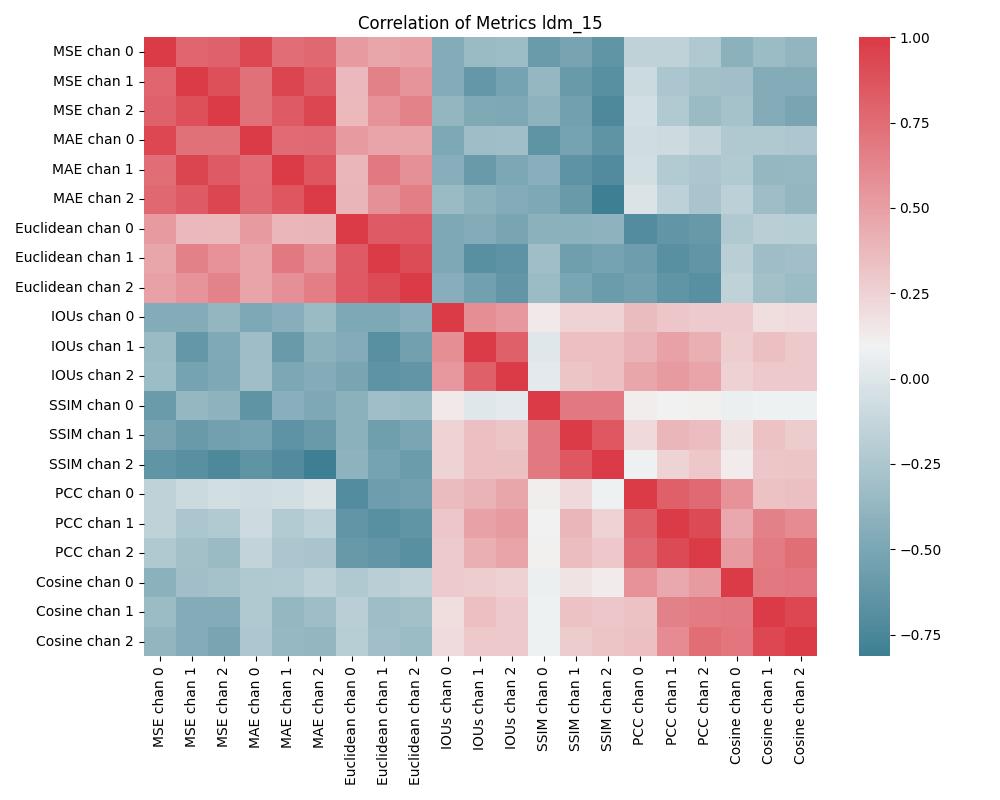 Correlation of Metrics ldm_15
MSE chan 0
MSE chan 1
MSE chan 2
MAE chan 0
MAE chan 1
MAE chan 2
Euclidean chan 0
Euclidean chan 1
Euclidean chan 2
IOUs chan 0
IOUs chan 1
IOUs chan 2
SSIM chan 0
SSIM chan 1
SSIM chan 2
PCC chan 0
PCC chan 1
PCC chan 2
Cosine chan 0
Cosine chan 1
Cosine chan 2
MSE chan 0
MSE chan 1
MSE chan 2
MAE chan 0
MAE chan 1
MAE chan 2
Euclidean chan 0
Euclidean chan 1
Euclidean chan 2
IOUs chan 0
IOUs chan 1
IOUs chan 2
SSIM chan 0
SSIM chan 1
SSIM chan 2
PCC chan 0
PCC chan 1
PCC chan 2
Cosine chan 0
Cosine chan 1
Cosine chan 2
1.00
0.75
0.50
0.25
0.00
−0.25
−0.50
−0.75